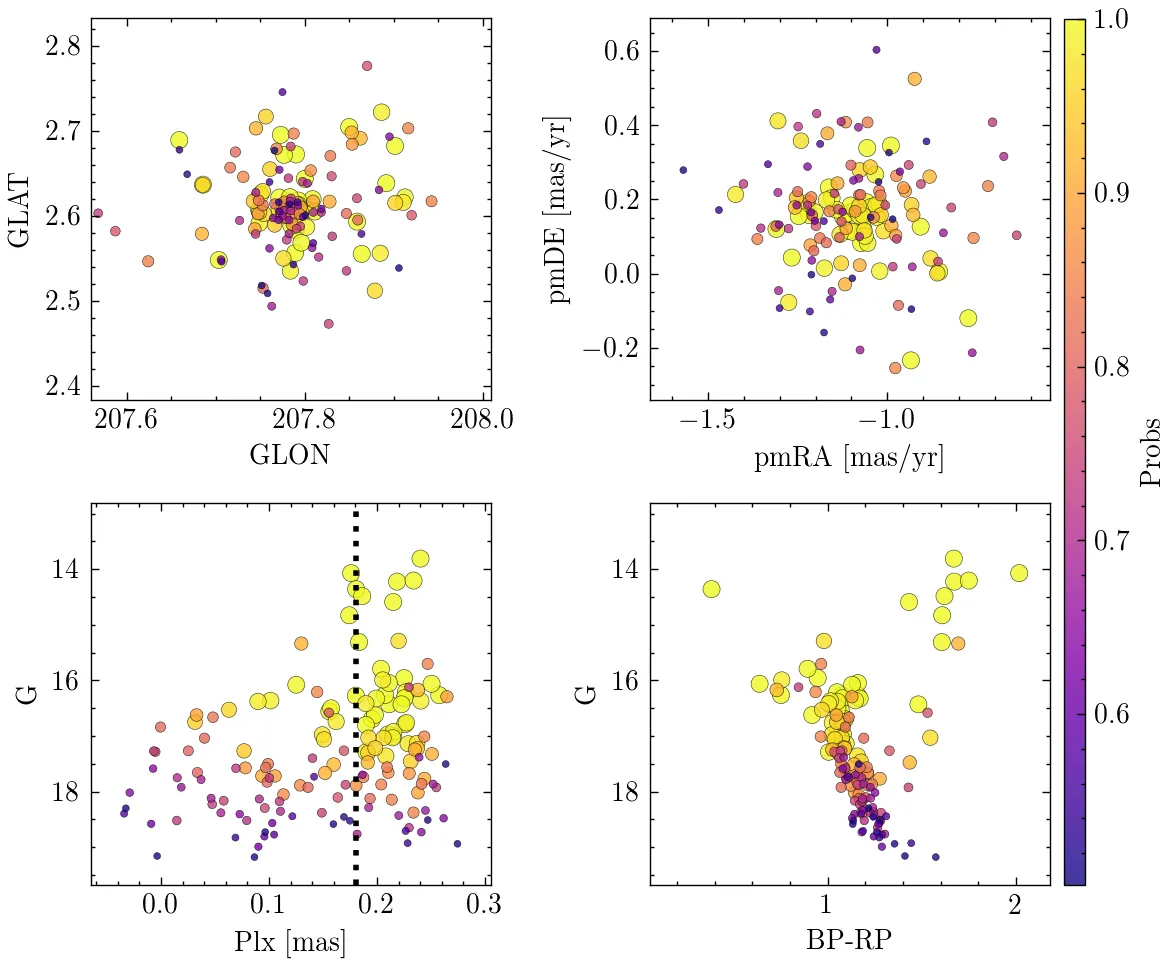 2.8
2.7
2.6
2.5
2.4
GLAT
207.6 207.8 208.0
GLON
0.6
0.4
0.2
0.0
−0.2
pmDE [mas/yr]
−1.5 −1.0
pmRA [mas/yr]
1.0
0.9
0.8
0.7
0.6
Probs
14
16
18
G
0.0 0.1 0.2 0.3
Plx [mas]
14
16
18
G
1 2
BP-RP